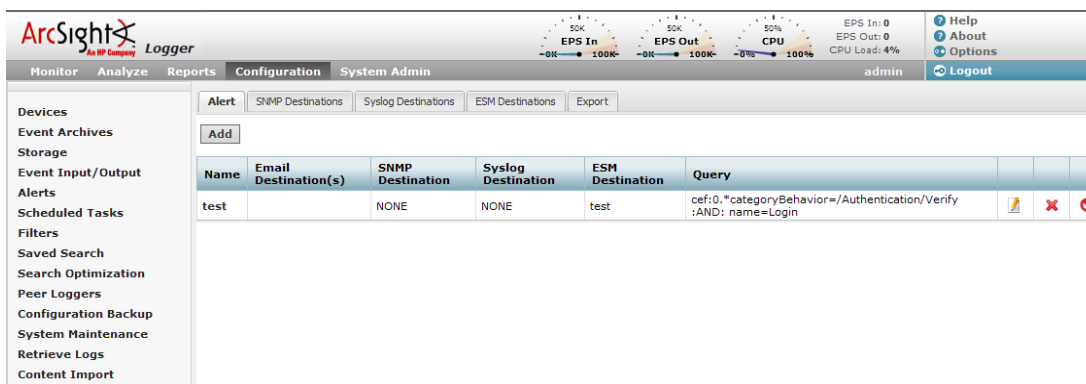 ArcSight
An HP Company
Logger
50K
EPS In
0K
100K
50K
EPS Out
0K
100K
50%
CPU
0%
100%
EPS In: 0
EPS Out: 0
CPU Load: 4%
Help
About
Options
Monitor Analyze Reports Configuration System Admin
admin
Logout
Devices
Event Archives
Storage
Event Input/Output
Alerts
Scheduled Tasks
Filters
Saved Search
Search Optimization
Peer Loggers
Configuration Backup
System Maintenance
Retrieve Logs
Content Import
Alert SNMP Destinations Syslog Destinations ESM Destinations Export
Add
Name
Email
Destination(s)
SNMP
Destination
Syslog
Destination
ESM
Destination
Query
test
NONE
NONE
test
cef:0.*categoryBehavior=/Authentication/Verify
:AND: name=Login